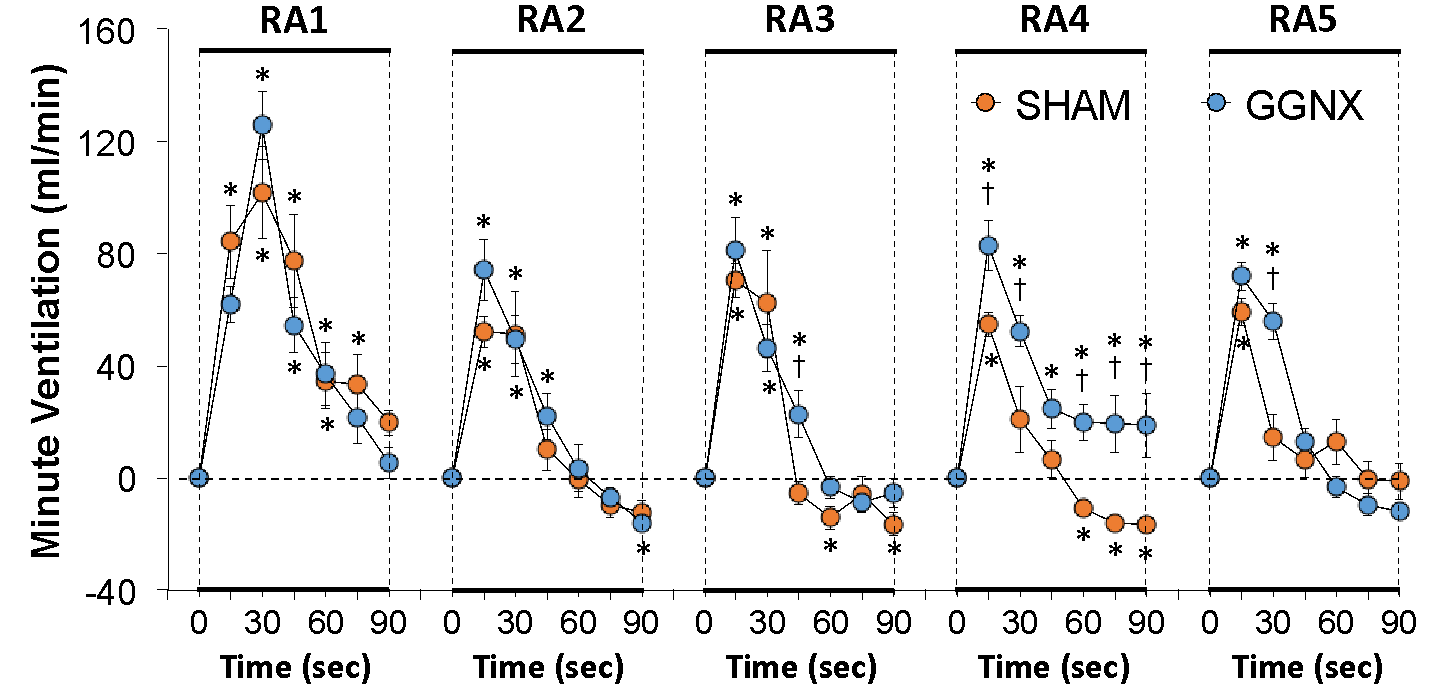 RA1 RA2 RA3 RA4 RA5
160
120
80
40
0
-40
Minute Ventilation (ml/min)
SHAM GGNX
* * * * * * * *
* * * * * *
* * * * * † * *
* † * † * * † * † * † * * * *
* * † *
0 30 60 90 0 30 60 90 0 30 60 90 0 30 60 90 0 30 60 90
Time (sec) Time (sec) Time (sec) Time (sec) Time (sec)